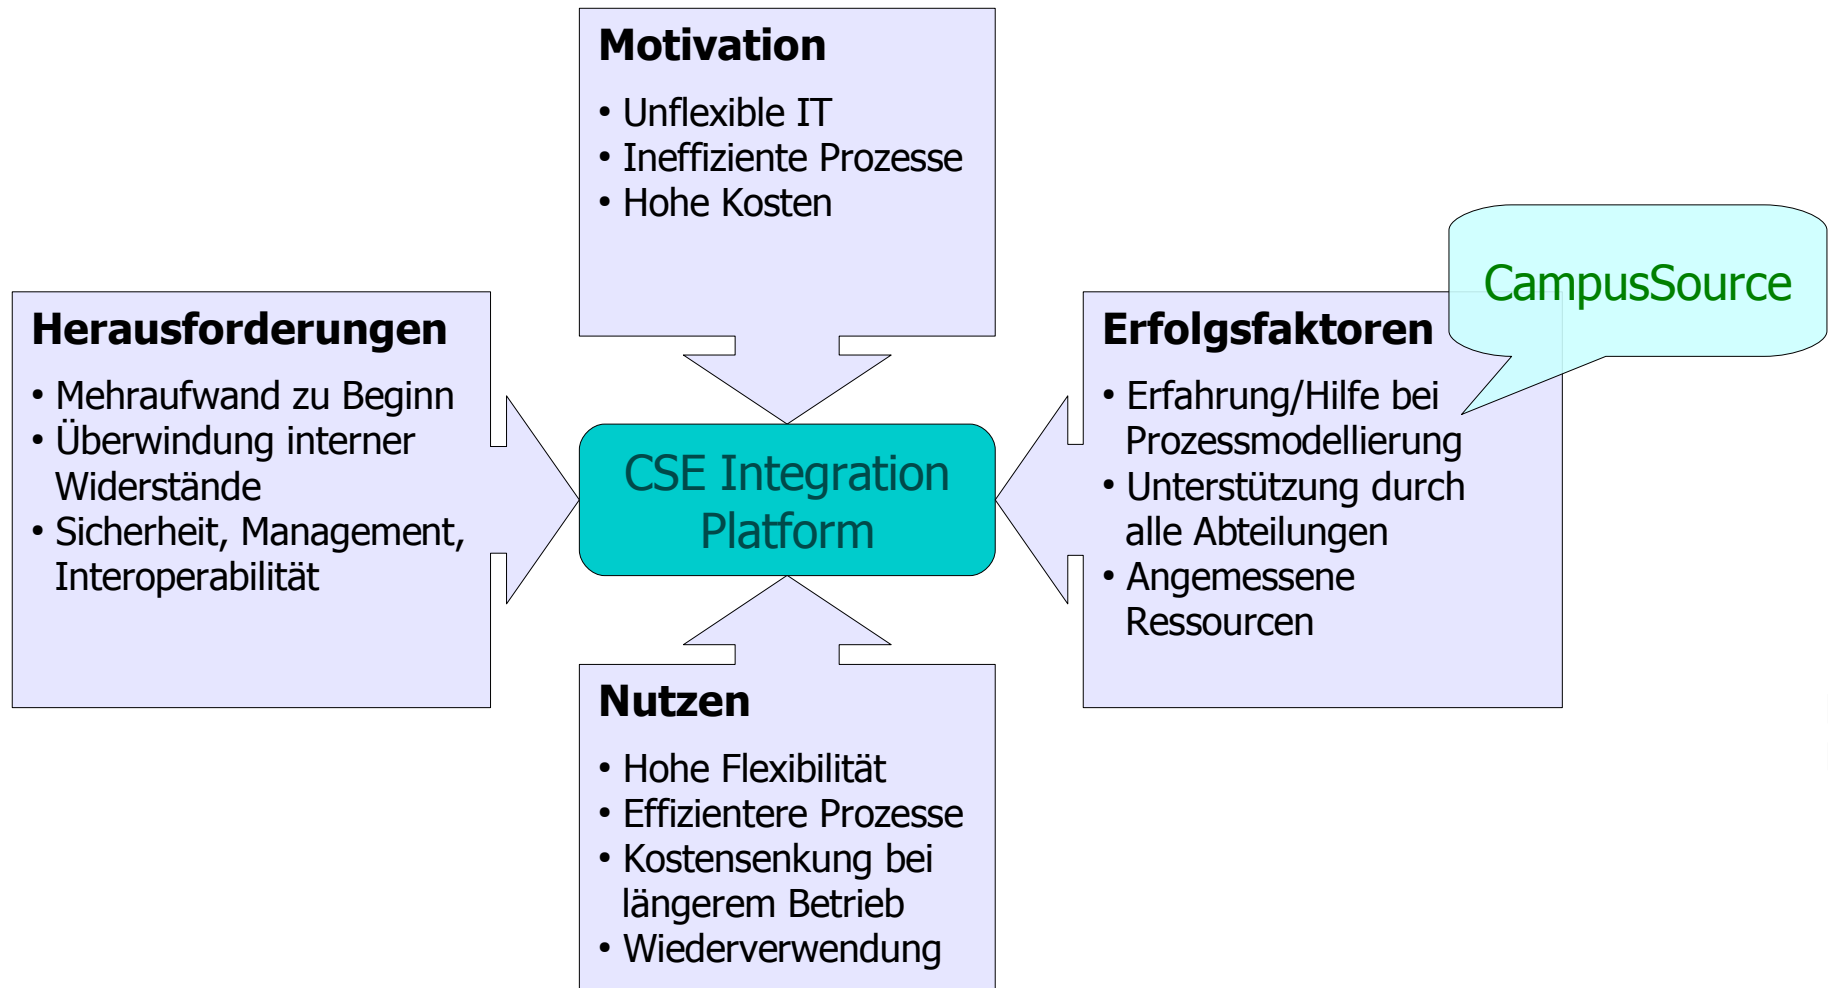 Motivation
• Unflexible IT
• Ineffiziente Prozesse
• Hohe Kosten
Herausforderungen
• Mehraufwand zu Beginn
• Überwindung interner
Widerstände
• Sicherheit, Management,
Interoperabilität
CSE Integration
Platform
CampusSource
Erfolgsfaktoren
• Erfahrung/Hilfe bei
Prozessmodellierung
• Unterstützung durch
alle Abteilungen
• Angemessene
Ressourcen
Nutzen
• Hohe Flexibilität
• Effizientere Prozesse
• Kostensenkung bei
längerem Betrieb
• Wiederverwendung